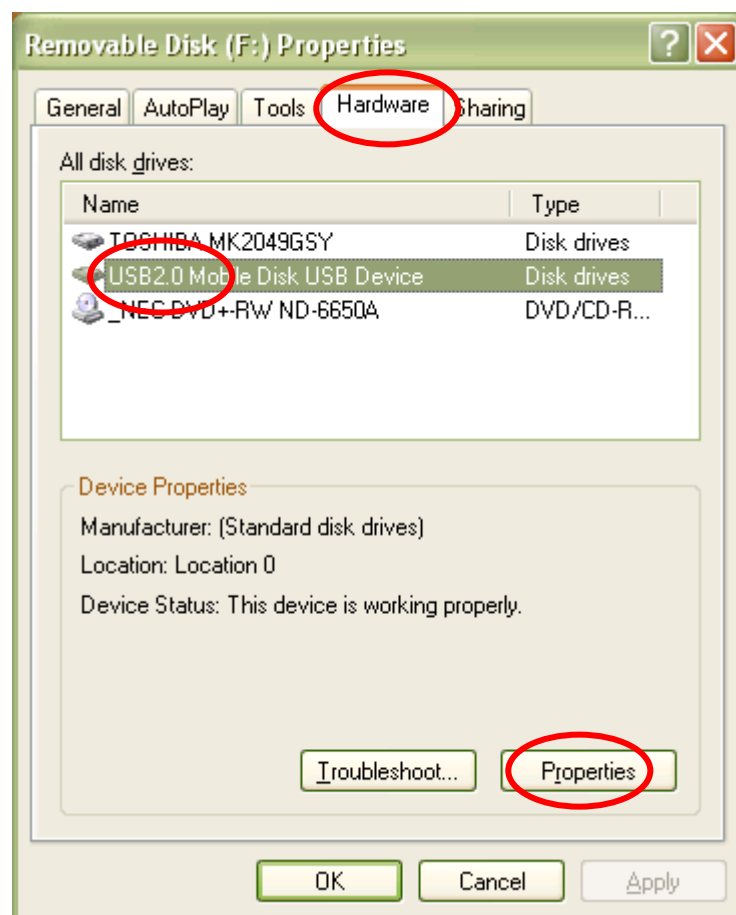 Removable Disk (F:) Properties
General AutoPlay Tools Hardware Sharing
All disk drives:
Name Type
TOSHIBA MK2049GSY Disk drives
USB2.0 Mobile Disk USB Device Disk drives
_NEC DVD+-RW ND-6650A DVD/CD-R...
Device Properties
Manufacturer: (Standard disk drives)
Location: Location 0
Device Status: This device is working properly.
Troubleshoot... Properties
OK Cancel Apply